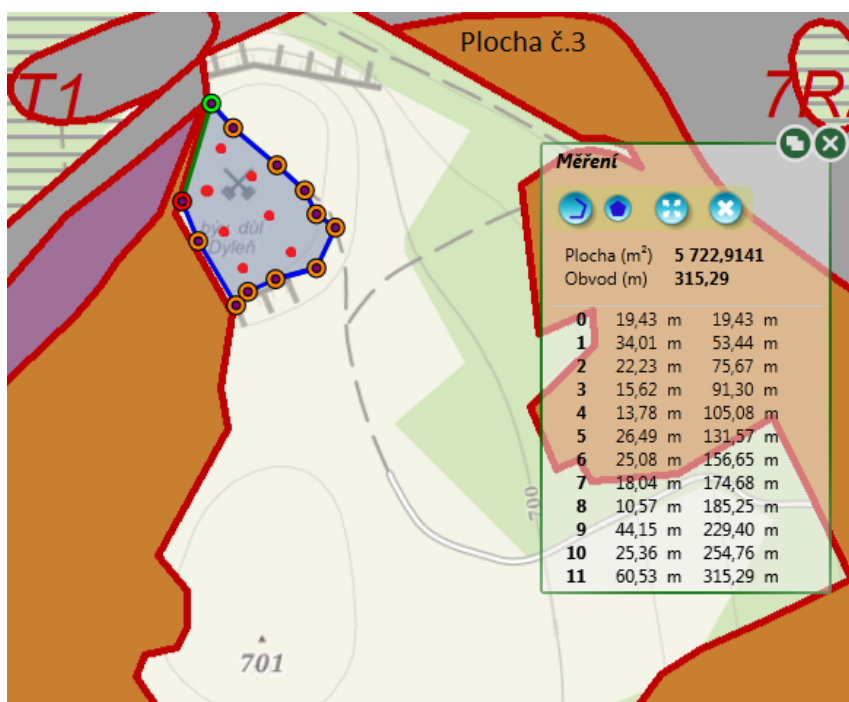 Plocha č.3
T1
7R
Měření
Plocha (m²) 5 722,9141
Obvod (m) 315,29
0 19,43 m 19,43 m
1 34,01 m 53,44 m
2 22,23 m 75,67 m
3 15,62 m 91,30 m
4 13,78 m 105,08 m
5 26,49 m 131,57 m
6 25,08 m 156,65 m
7 18,04 m 174,68 m
8 10,57 m 185,25 m
9 44,15 m 229,40 m
10 25,36 m 254,76 m
11 60,53 m 315,29 m
býv. důl
Dyleň
700
701